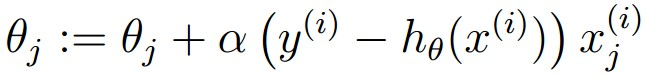 θ_j := θ_j + α (y^{(i)} − h_θ(x^{(i)})) x_j^{(i)}